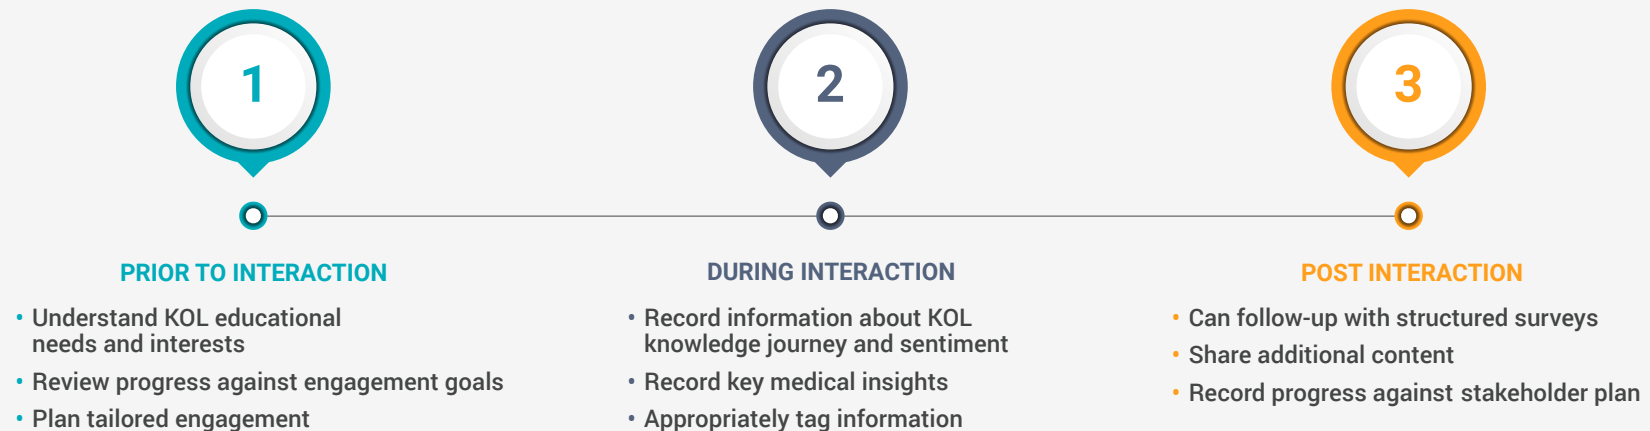 1
PRIOR TO INTERACTION
• Understand KOL educational
needs and interests
• Review progress against engagement goals
• Plan tailored engagement
2
DURING INTERACTION
• Record information about KOL
knowledge journey and sentiment
• Record key medical insights
• Appropriately tag information
3
POST INTERACTION
• Can follow-up with structured surveys
• Share additional content
• Record progress against stakeholder plan